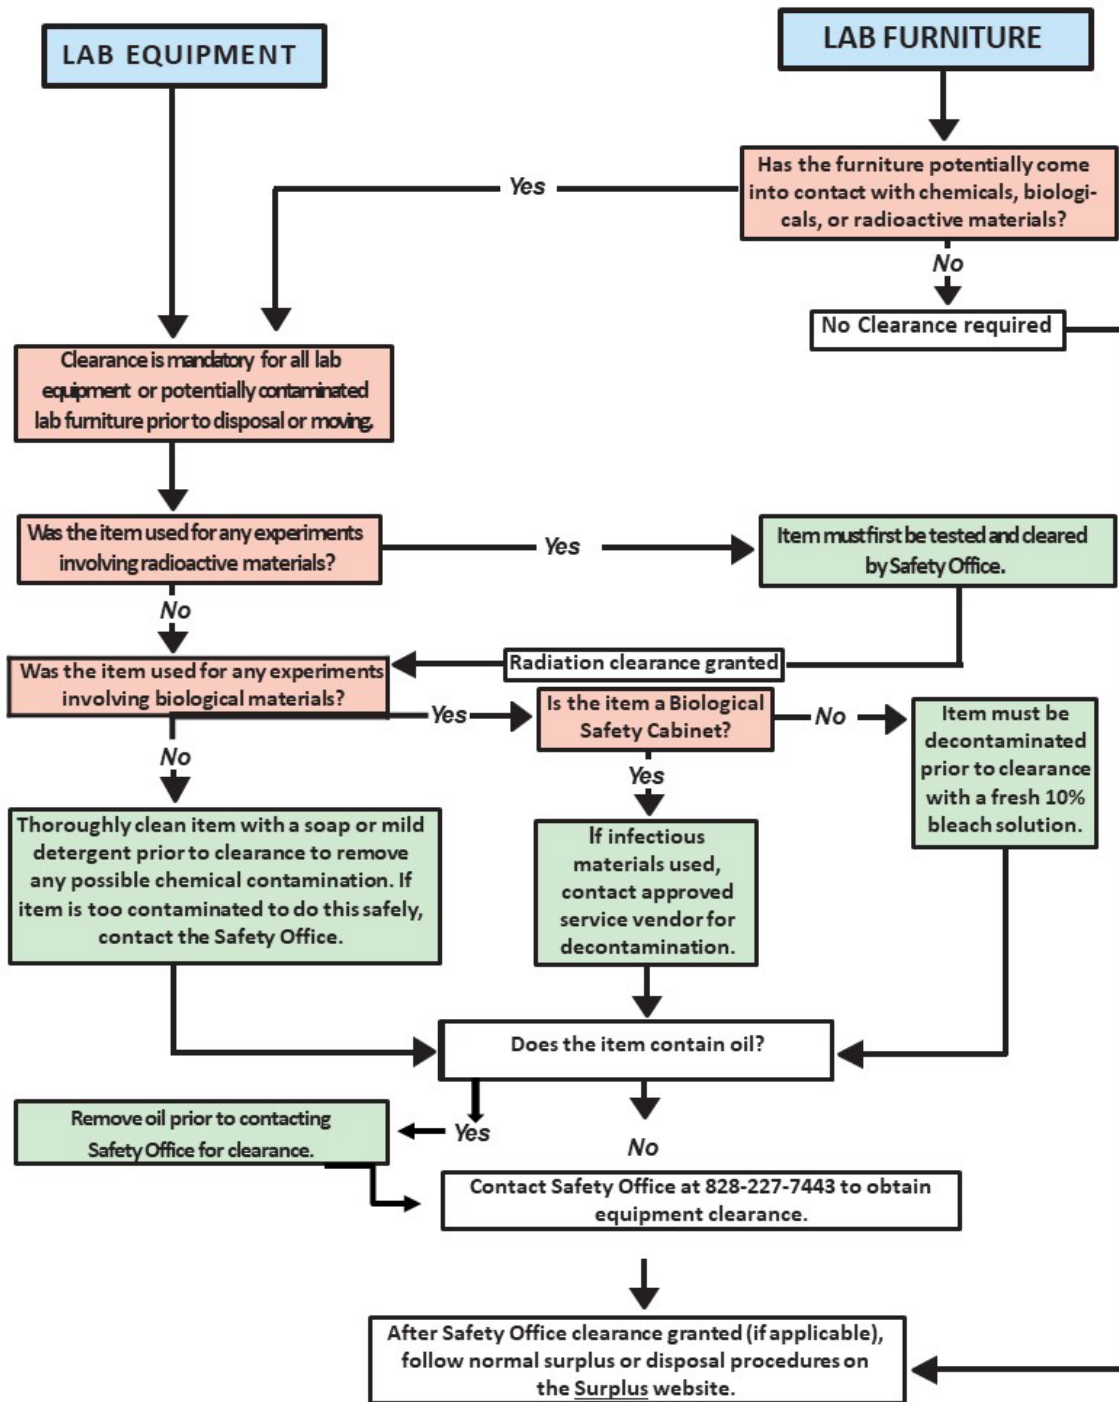 LAB EQUIPMENT
LAB FURNITURE
Has the furniture potentially come
into contact with chemicals, biologi-
cals, or radioactive materials?
Yes
No
No Clearance required
Clearance is mandatory for all lab
equipment or potentially contaminated
lab furniture prior to disposal or moving.
Was the item used for any experiments
involving radioactive materials?
Yes
Item must first be tested and cleared
by Safety Office.
No
Radiation clearance granted
Was the item used for any experiments
involving biological materials?
Yes
Is the item a Biological
Safety Cabinet?
No
Item must be
decontaminated
prior to clearance
with a fresh 10%
bleach solution.
No
Yes
Thoroughly clean item with a soap or mild
detergent prior to clearance to remove
any possible chemical contamination. If
item is too contaminated to do this safely,
contact the Safety Office.
If infectious
materials used,
contact approved
service vendor for
decontamination.
Does the item contain oil?
Yes
Remove oil prior to contacting
Safety Office for clearance.
No
Contact Safety Office at 828-227-7443 to obtain
equipment clearance.
After Safety Office clearance granted (if applicable),
follow normal surplus or disposal procedures on
the Surplus website.